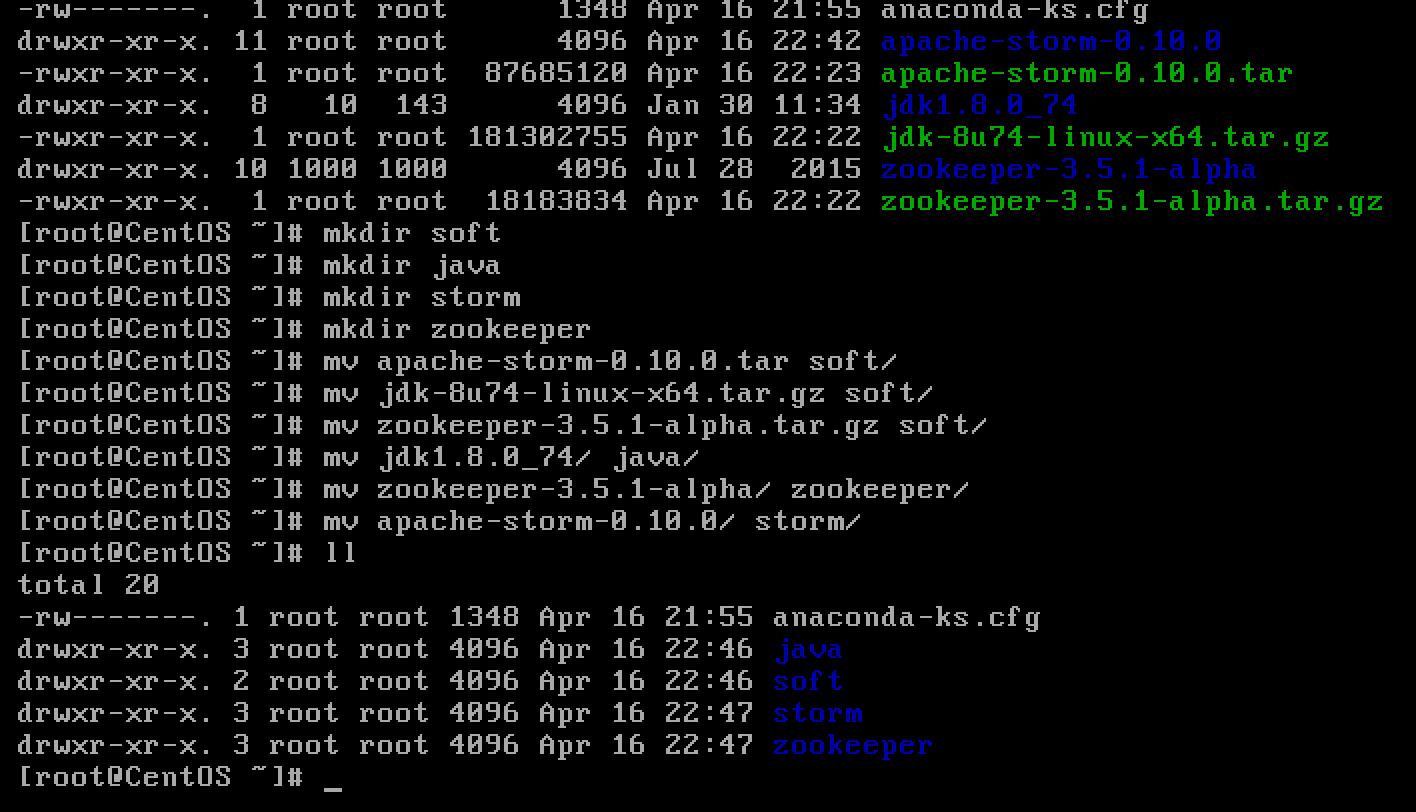 -rw-------. 1 root root 1348 Apr 16 21:55 anaconda-ks.cfg
drwxr-xr-x. 11 root root 4096 Apr 16 22:42 apache-storm-0.10.0
-rwxr-xr-x. 1 root root 87685120 Apr 16 22:23 apache-storm-0.10.0.tar
drwxr-xr-x. 8 10 143 4096 Jan 30 11:34 jdk1.8.0_74
-rwxr-xr-x. 1 root root 181302755 Apr 16 22:22 jdk-8u74-linux-x64.tar.gz
drwxr-xr-x. 10 1000 1000 4096 Jul 28 2015 zookeeper-3.5.1-alpha
-rwxr-xr-x. 1 root root 18183834 Apr 16 22:22 zookeeper-3.5.1-alpha.tar.gz
[root@CentOS ~]# mkdir soft
[root@CentOS ~]# mkdir java
[root@CentOS ~]# mkdir storm
[root@CentOS ~]# mkdir zookeeper
[root@CentOS ~]# mv apache-storm-0.10.0.tar soft/
[root@CentOS ~]# mv jdk-8u74-linux-x64.tar.gz soft/
[root@CentOS ~]# mv zookeeper-3.5.1-alpha.tar.gz soft/
[root@CentOS ~]# mv jdk1.8.0_74/ java/
[root@CentOS ~]# mv zookeeper-3.5.1-alpha/ zookeeper/
[root@CentOS ~]# mv apache-storm-0.10.0/ storm/
[root@CentOS ~]# ll
total 20
-rw-------. 1 root root 1348 Apr 16 21:55 anaconda-ks.cfg
drwxr-xr-x. 3 root root 4096 Apr 16 22:46 java
drwxr-xr-x. 2 root root 4096 Apr 16 22:46 soft
drwxr-xr-x. 3 root root 4096 Apr 16 22:47 storm
drwxr-xr-x. 3 root root 4096 Apr 16 22:47 zookeeper
[root@CentOS ~]# _